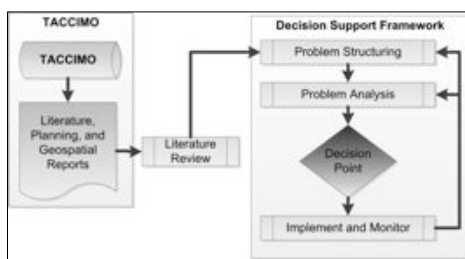 TACCIMO
TACCIMO
Literature,
Planning, and
Geospatial
Reports
Literature
Review
Decision Support Framework
Problem Structuring
Problem Analysis
Decision
Point
Implement and Monitor